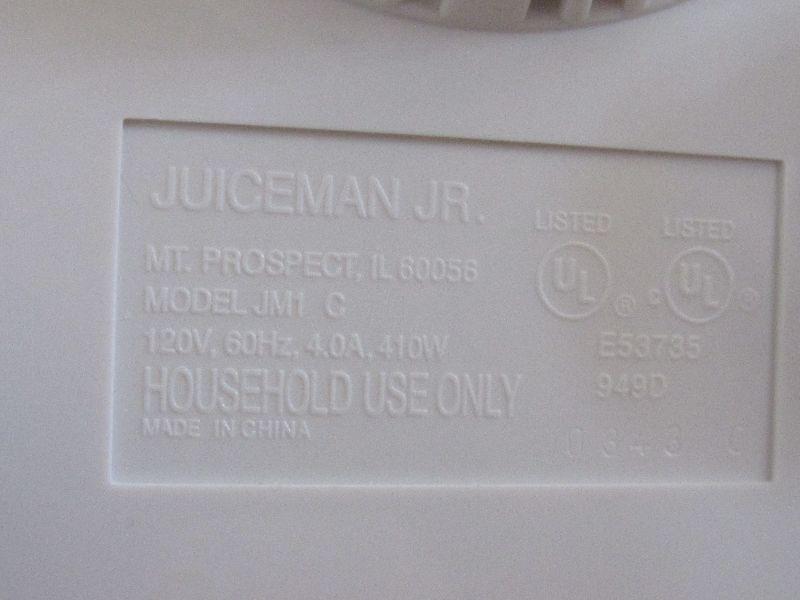 JUICEMAN JR.
MT. PROSPECT, IL 60056
MODEL JM1 C
120V, 60Hz, 4.0A, 410W
HOUSEHOLD USE ONLY
MADE IN CHINA
LISTED LISTED
UL ® c UL ®
E53735
949D